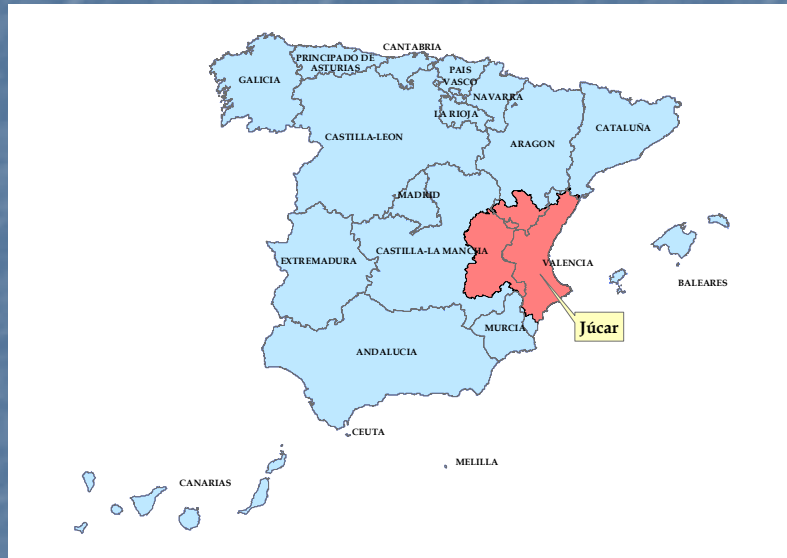 CANTABRIA
PRINCIPADO DE
ASTURIAS
GALICIA
PAIS
VASCO
NAVARRA
LA RIOJA
CATALUÑA
CASTILLA-LEON
ARAGON
MADRID
CASTILLA-LA MANCHA
EXTREMADURA
VALENCIA
BALEARES
MURCIA
Júcar
ANDALUCIA
CEUTA
MELILLA
CANARIAS